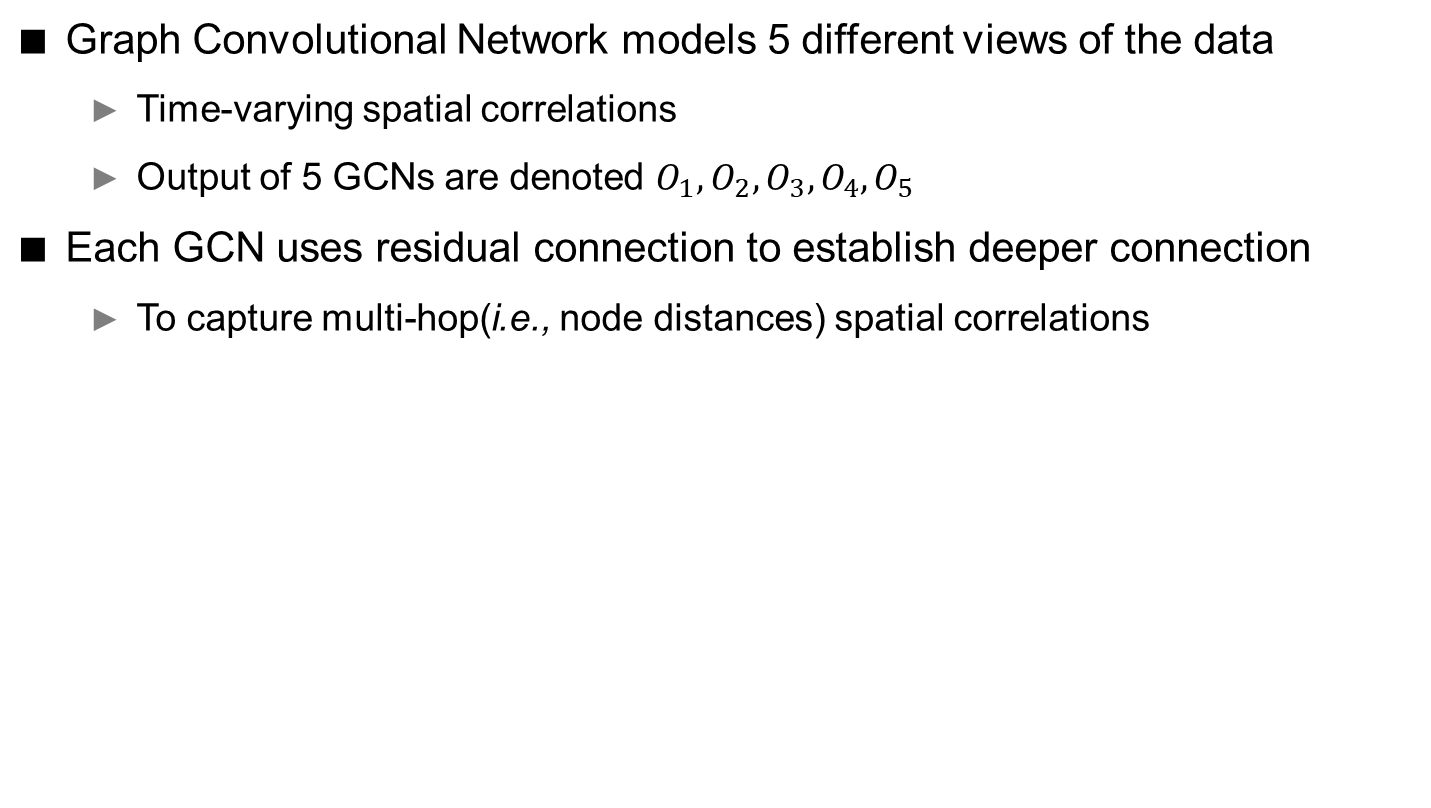 ■ Graph Convolutional Network models 5 different views of the data
► Time-varying spatial correlations
► Output of 5 GCNs are denoted 𝑂₁, 𝑂₂, 𝑂₃, 𝑂₄, 𝑂₅
■ Each GCN uses residual connection to establish deeper connection
► To capture multi-hop(i.e., node distances) spatial correlations